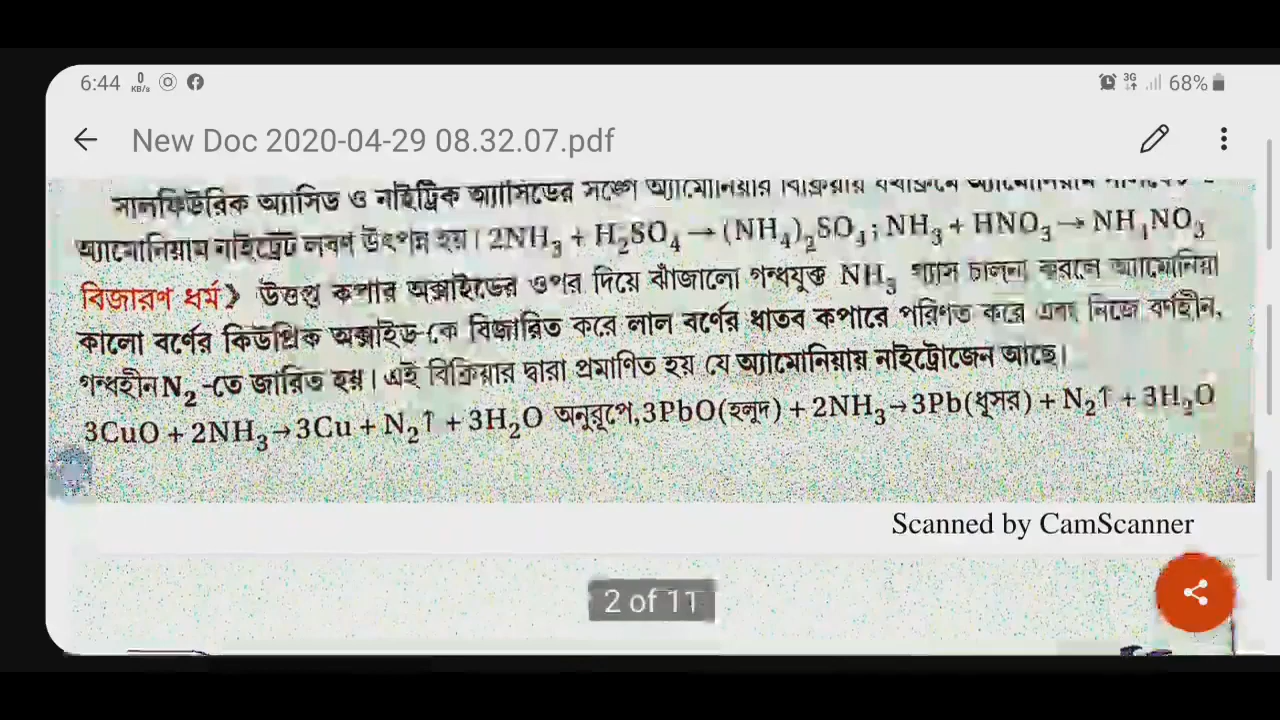 6:44 0 KB/s 3G 68%
New Doc 2020-04-29 08.32.07.pdf
সালফিউরিক অ্যাসিড ও নাইট্রিক অ্যাসিডের সঙ্গে অ্যামোনিয়ার বিক্রিয়ায় যথাক্রমে
অ্যামোনিয়াম নাইট্রেট লবণ উৎপন্ন হয়। 2NH₃ + H₂SO₄ → (NH₄)₂SO₄; NH₃ + HNO₃ → NH₄NO₃
বিজারণ ধর্ম》 উত্তপ্ত কপার অক্সাইডের ওপর দিয়ে ঝাঁজালো গন্ধযুক্ত NH₃ গ্যাস চালনা করলে অ্যামোনিয়া
কালো বর্ণের কিউপ্রিক অক্সাইড-কে বিজারিত করে লাল বর্ণের ধাতব কপারে পরিণত করে এবং নিজে বর্ণহীন,
গন্ধহীন N₂-তে জারিত হয়। এই বিক্রিয়ার দ্বারা প্রমাণিত হয় যে অ্যামোনিয়ায় নাইট্রোজেন আছে।
3CuO + 2NH₃→3Cu + N₂↑ + 3H₂O অনুরূপে, 3PbO(হলুদ) + 2NH₃→3Pb(ধূসর) + N₂↑ + 3H₂O
Scanned by CamScanner
2 of 11